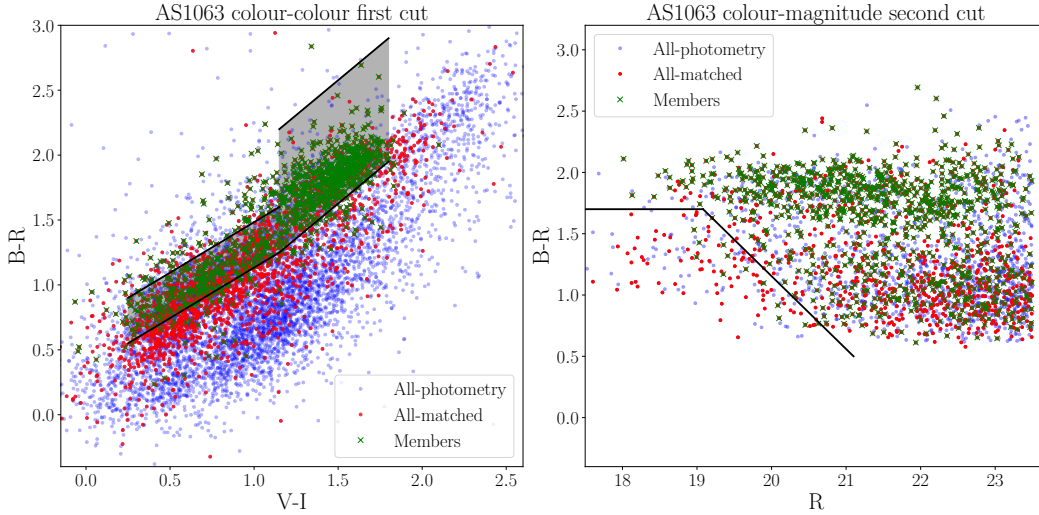 AS1063 colour-colour first cut
3.0
2.5
2.0
1.5
1.0
0.5
0.0
B-R
All-photometry
All-matched
Members
0.0 0.5 1.0 1.5 2.0 2.5
V-I
AS1063 colour-magnitude second cut
All-photometry
All-matched
Members
3.0
2.5
2.0
1.5
1.0
0.5
0.0
B-R
18 19 20 21 22 23
R